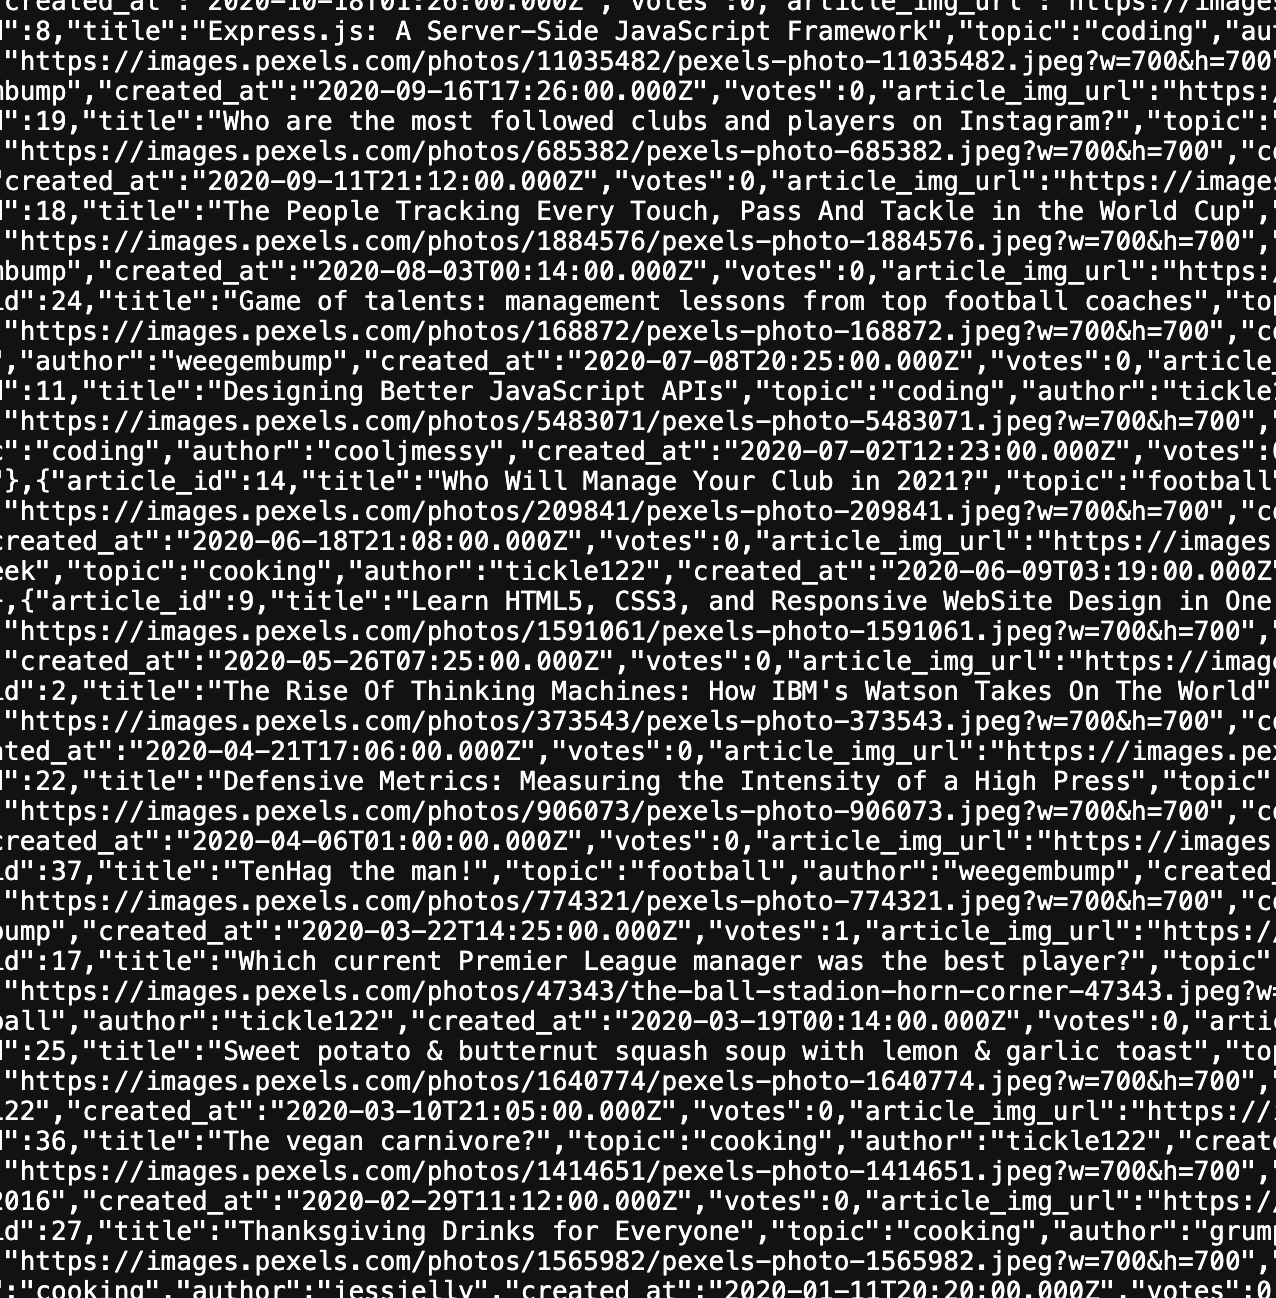 created_at":"2020-10-18T01:26:00.000Z","votes":0,"article_img_url":"https://images
d":8,"title":"Express.js: A Server-Side JavaScript Framework","topic":"coding","au
"https://images.pexels.com/photos/11035482/pexels-photo-11035482.jpeg?w=700&h=700"
mbump","created_at":"2020-09-16T17:26:00.000Z","votes":0,"article_img_url":"https:/
d":19,"title":"Who are the most followed clubs and players on Instagram?","topic":
"https://images.pexels.com/photos/685382/pexels-photo-685382.jpeg?w=700&h=700","co
"created_at":"2020-09-11T21:12:00.000Z","votes":0,"article_img_url":"https://images
d":18,"title":"The People Tracking Every Touch, Pass And Tackle in the World Cup","
"https://images.pexels.com/photos/1884576/pexels-photo-1884576.jpeg?w=700&h=700","
mbump","created_at":"2020-08-03T00:14:00.000Z","votes":0,"article_img_url":"https:/
id":24,"title":"Game of talents: management lessons from top football coaches","top
"https://images.pexels.com/photos/168872/pexels-photo-168872.jpeg?w=700&h=700","co
","author":"weegembump","created_at":"2020-07-08T20:25:00.000Z","votes":0,"article_
d":11,"title":"Designing Better JavaScript APIs","topic":"coding","author":"tickle1
"https://images.pexels.com/photos/5483071/pexels-photo-5483071.jpeg?w=700&h=700","
c":"coding","author":"cooljmessy","created_at":"2020-07-02T12:23:00.000Z","votes":0
"},{"article_id":14,"title":"Who Will Manage Your Club in 2021?","topic":"football"
"https://images.pexels.com/photos/209841/pexels-photo-209841.jpeg?w=700&h=700","co
created_at":"2020-06-18T21:08:00.000Z","votes":0,"article_img_url":"https://images
eek","topic":"cooking","author":"tickle122","created_at":"2020-06-09T03:19:00.000Z"
},{"article_id":9,"title":"Learn HTML5, CSS3, and Responsive WebSite Design in One
"https://images.pexels.com/photos/1591061/pexels-photo-1591061.jpeg?w=700&h=700","
"created_at":"2020-05-26T07:25:00.000Z","votes":0,"article_img_url":"https://image
id":2,"title":"The Rise Of Thinking Machines: How IBM's Watson Takes On The World"
"https://images.pexels.com/photos/373543/pexels-photo-373543.jpeg?w=700&h=700","co
ated_at":"2020-04-21T17:06:00.000Z","votes":0,"article_img_url":"https://images.pex
d":22,"title":"Defensive Metrics: Measuring the Intensity of a High Press","topic"
"https://images.pexels.com/photos/906073/pexels-photo-906073.jpeg?w=700&h=700","co
created_at":"2020-04-06T01:00:00.000Z","votes":0,"article_img_url":"https://images
id":37,"title":"TenHag the man!","topic":"football","author":"weegembump","created_
"https://images.pexels.com/photos/774321/pexels-photo-774321.jpeg?w=700&h=700","co
bump","created_at":"2020-03-22T14:25:00.000Z","votes":1,"article_img_url":"https://
id":17,"title":"Which current Premier League manager was the best player?","topic"
"https://images.pexels.com/photos/47343/the-ball-stadion-horn-corner-47343.jpeg?w=
ball","author":"tickle122","created_at":"2020-03-19T00:14:00.000Z","votes":0,"artic
d":25,"title":"Sweet potato & butternut squash soup with lemon & garlic toast","top
"https://images.pexels.com/photos/1640774/pexels-photo-1640774.jpeg?w=700&h=700","
122","created_at":"2020-03-10T21:05:00.000Z","votes":0,"article_img_url":"https://
d":36,"title":"The vegan carnivore?","topic":"cooking","author":"tickle122","create
"https://images.pexels.com/photos/1414651/pexels-photo-1414651.jpeg?w=700&h=700","
2016","created_at":"2020-02-29T11:12:00.000Z","votes":0,"article_img_url":"https://
id":27,"title":"Thanksgiving Drinks for Everyone","topic":"cooking","author":"grump
"https://images.pexels.com/photos/1565982/pexels-photo-1565982.jpeg?w=700&h=700","
":"cooking","author":"jessjelly","created_at":"2020-01-11T20:20:00.000Z","votes":0